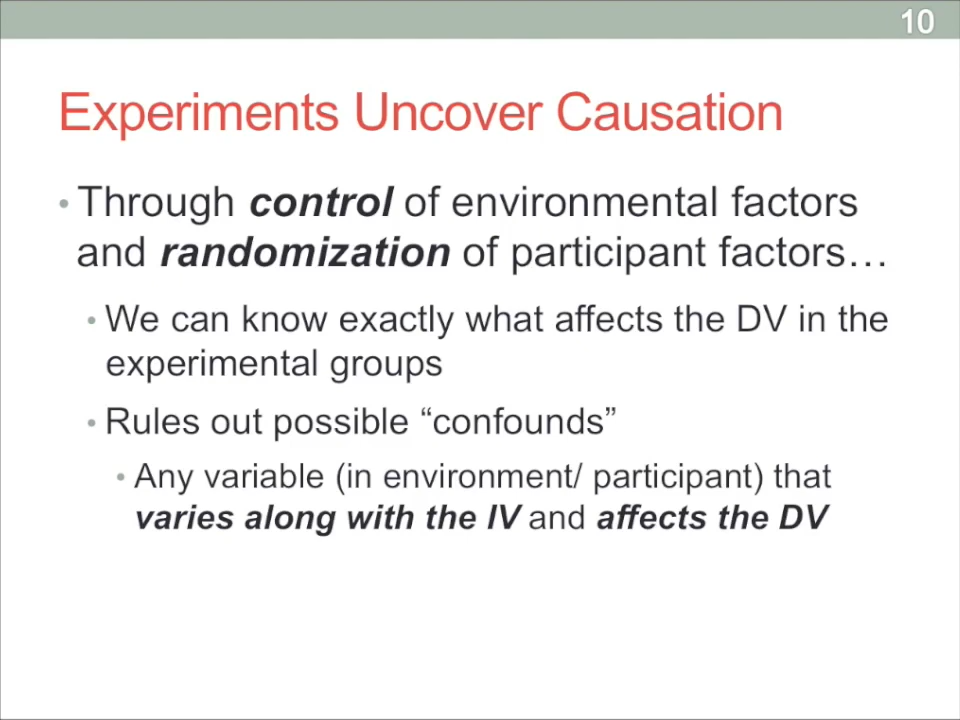 10
Experiments Uncover Causation
• Through control of environmental factors
and randomization of participant factors…
• We can know exactly what affects the DV in the
experimental groups
• Rules out possible “confounds”
• Any variable (in environment/ participant) that
varies along with the IV and affects the DV